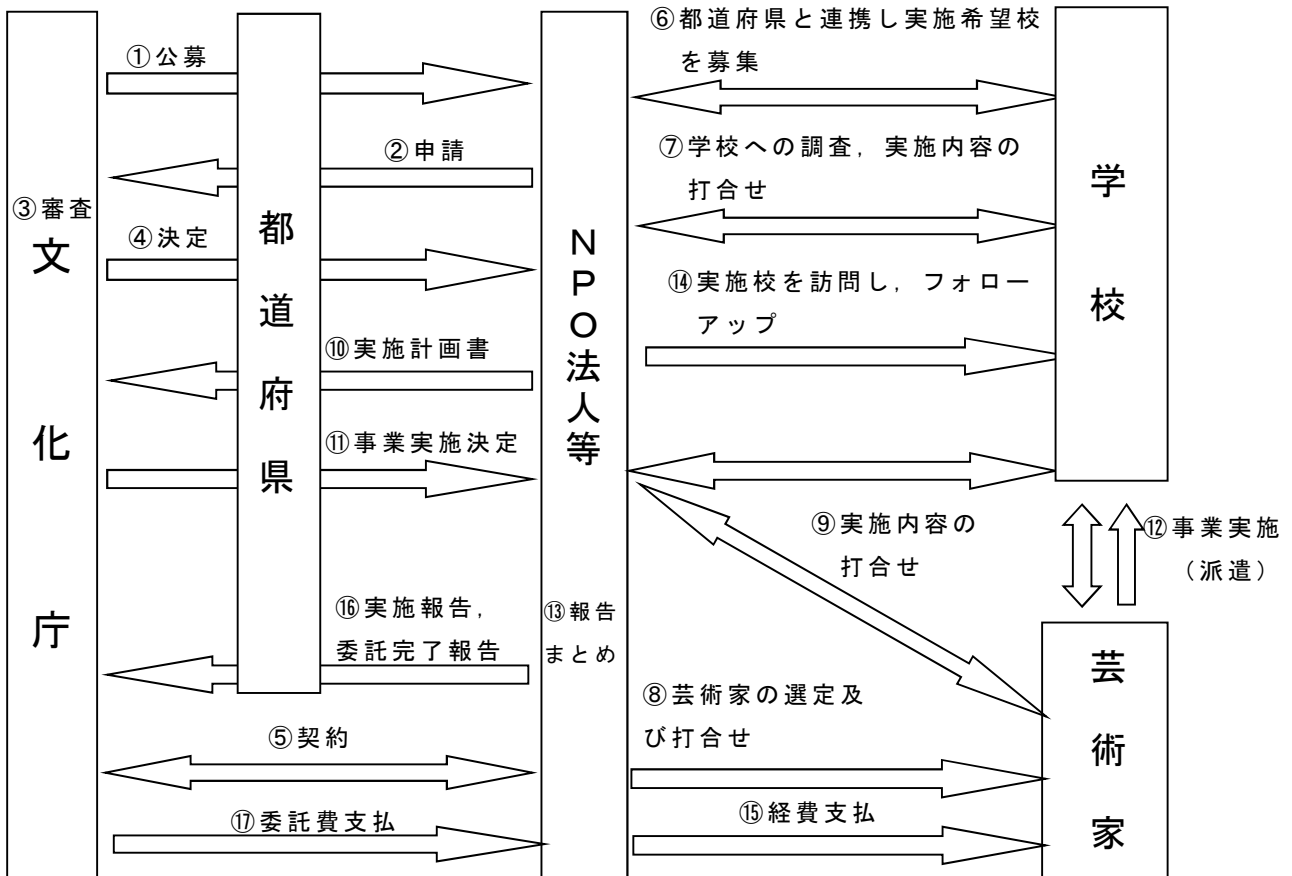 ①公募
②申請
③審査
④決定
⑩実施計画書
⑪事業実施決定
⑯実施報告,
委託完了報告
⑤契約
⑰委託費支払
文化庁
都道府県
NPO法人等
⑬報告
まとめ
⑥都道府県と連携し実施希望校
を募集
⑦学校への調査, 実施内容の
打合せ
⑭実施校を訪問し, フォロー
アップ
⑨実施内容の
打合せ
⑧芸術家の選定及
び打合せ
⑮経費支払
学校
⑫事業実施
(派遣)
芸術家